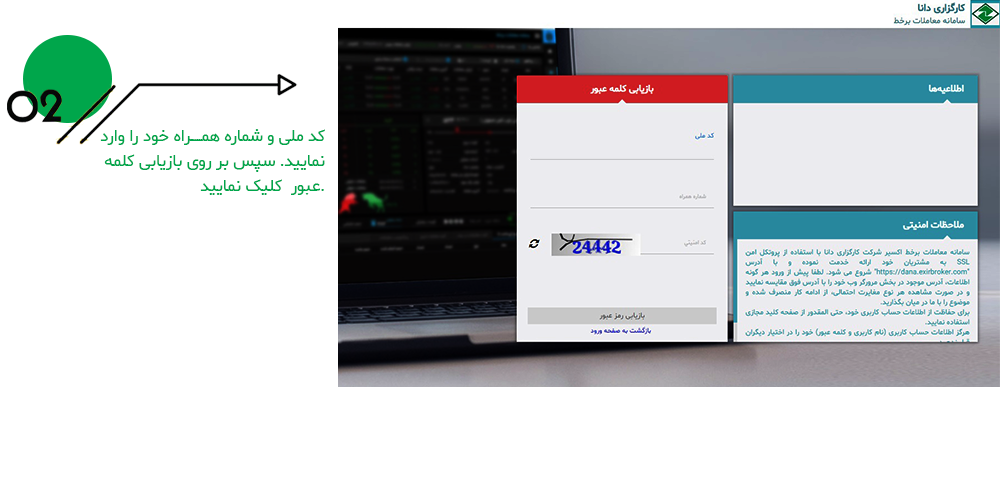 کارگزاری دانا
سامانه معاملات برخط
02
کد ملی و شماره همـــراه خود را وارد
نمایید. سپس بر روی بازیابی کلمه
عبور کلیک نمایید.
بازیابی کلمه عبور
کد ملی
شماره همراه
کد امنیتی
24442
بازیابی رمز عبور
بازگشت به صفحه ورود
اطلاعیه‌ها
ملاحظات امنیتی
سامانه معاملات برخط اکسیر شرکت کارگزاری دانا با استفاده از پروتکل امن
SSL به مشتریان خود ارائه خدمت نموده و با آدرس
"https://dana.exirbroker.com" شروع می شود. لطفا پیش از ورود هر گونه
اطلاعات، آدرس موجود در بخش مرورگر وب خود را با آدرس فوق مقایسه نمایید
و در صورت مشاهده هر نوع مغایرت احتمالی، از ادامه کار منصرف شده و
موضوع را با ما در میان بگذارید.
برای حفاظت از اطلاعات حساب کاربری خود، حتی المقدور از صفحه کلید مجازی
استفاده نمایید.
هرگز اطلاعات حساب کاربری (نام کاربری و کلمه عبور) خود را در اختیار دیگران